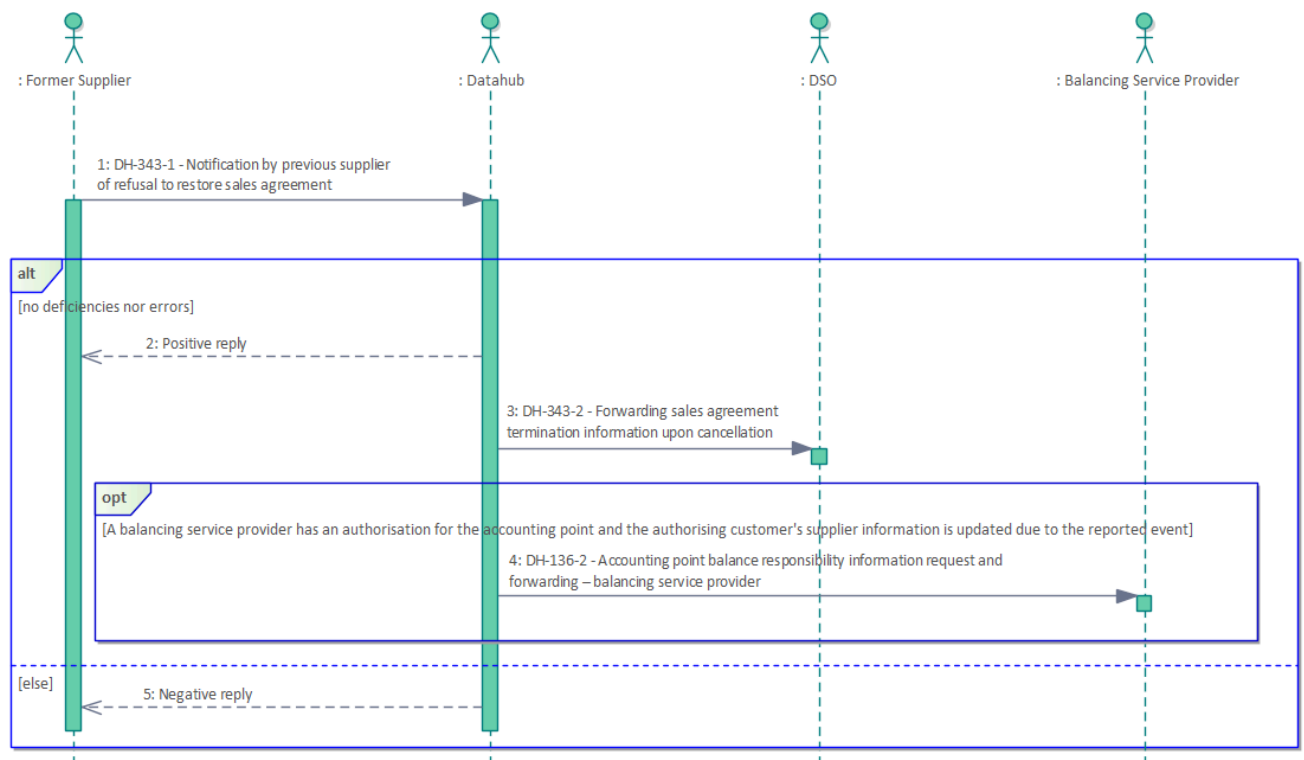 : Former Supplier
: Datahub
: DSO
: Balancing Service Provider
1: DH-343-1 - Notification by previous supplier
of refusal to restore sales agreement
alt
[no deficiencies nor errors]
2: Positive reply
3: DH-343-2 - Forwarding sales agreement
termination information upon cancellation
opt
[A balancing service provider has an authorisation for the accounting point and the authorising customer's supplier information is updated due to the reported event]
4: DH-136-2 - Accounting point balance responsibility information request and
forwarding – balancing service provider
[else]
5: Negative reply